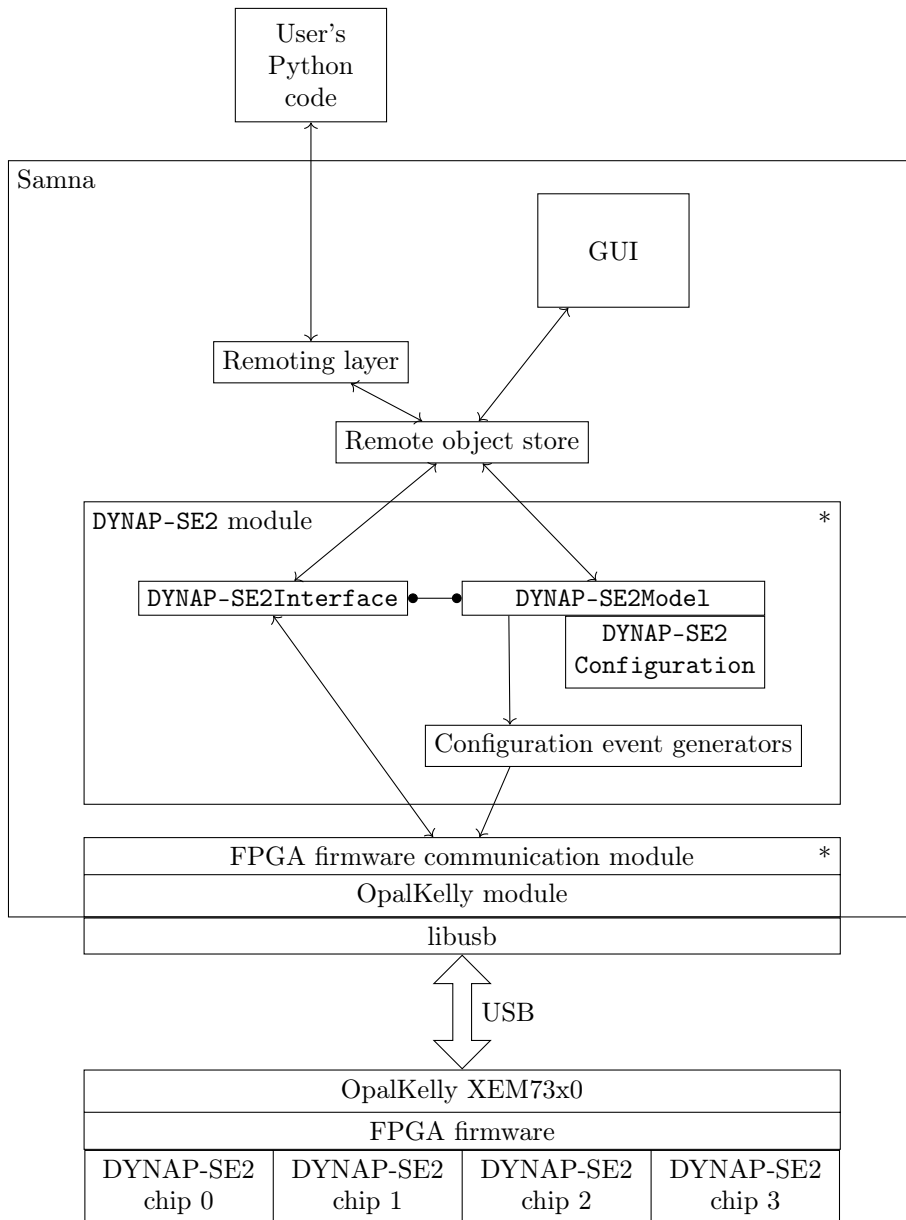 User's
Python
code
Samna
GUI
Remoting layer
Remote object store
DYNAP-SE2 module *
DYNAP-SE2Interface DYNAP-SE2Model
DYNAP-SE2
Configuration
Configuration event generators
FPGA firmware communication module *
OpalKelly module
libusb
USB
OpalKelly XEM73x0
FPGA firmware
DYNAP-SE2 DYNAP-SE2 DYNAP-SE2 DYNAP-SE2
chip 0 chip 1 chip 2 chip 3